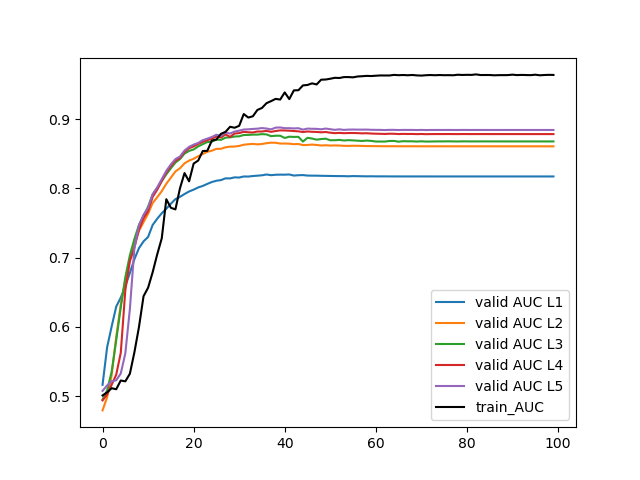 0.9
0.8
0.7
0.6
0.5
0 20 40 60 80 100
valid AUC L1
valid AUC L2
valid AUC L3
valid AUC L4
valid AUC L5
train_AUC